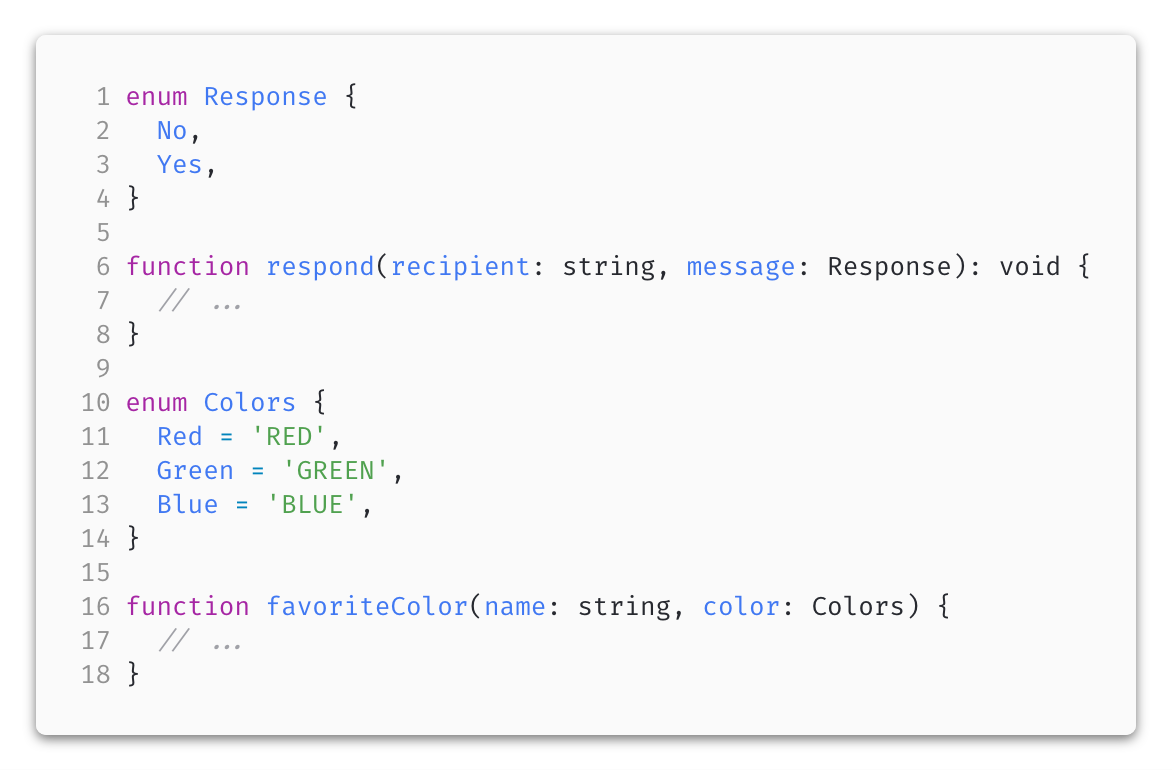 1 enum Response {
2   No,
3   Yes,
4 }
5
6 function respond(recipient: string, message: Response): void {
7   // ...
8 }
9
10 enum Colors {
11   Red = 'RED',
12   Green = 'GREEN',
13   Blue = 'BLUE',
14 }
15
16 function favoriteColor(name: string, color: Colors) {
17   // ...
18 }